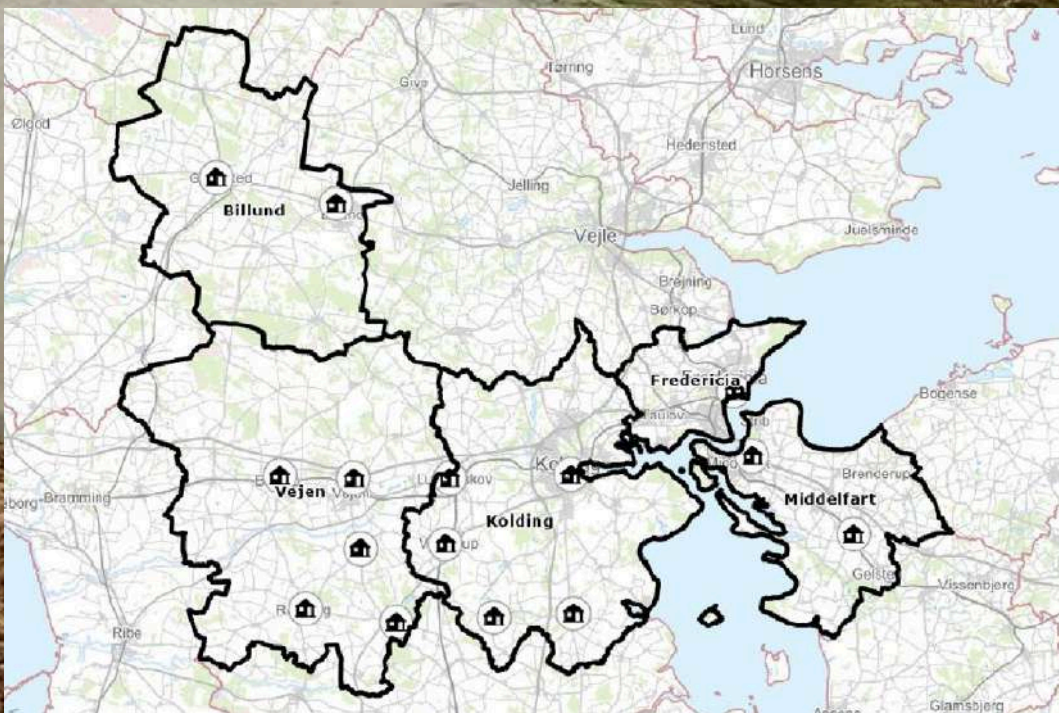 Lund
Tørring
Horsens
Give
Ølgod
Hedensted
Jelling
Billund
Vejle
Juelsminde
Brejning
Børkop
Fredericia
Taulov
Bogense
Brenderup
Bramming
Vejen
Middelfart
Kolding
Gelsted
Vissenbjerg
Ribe
Glamsbjerg